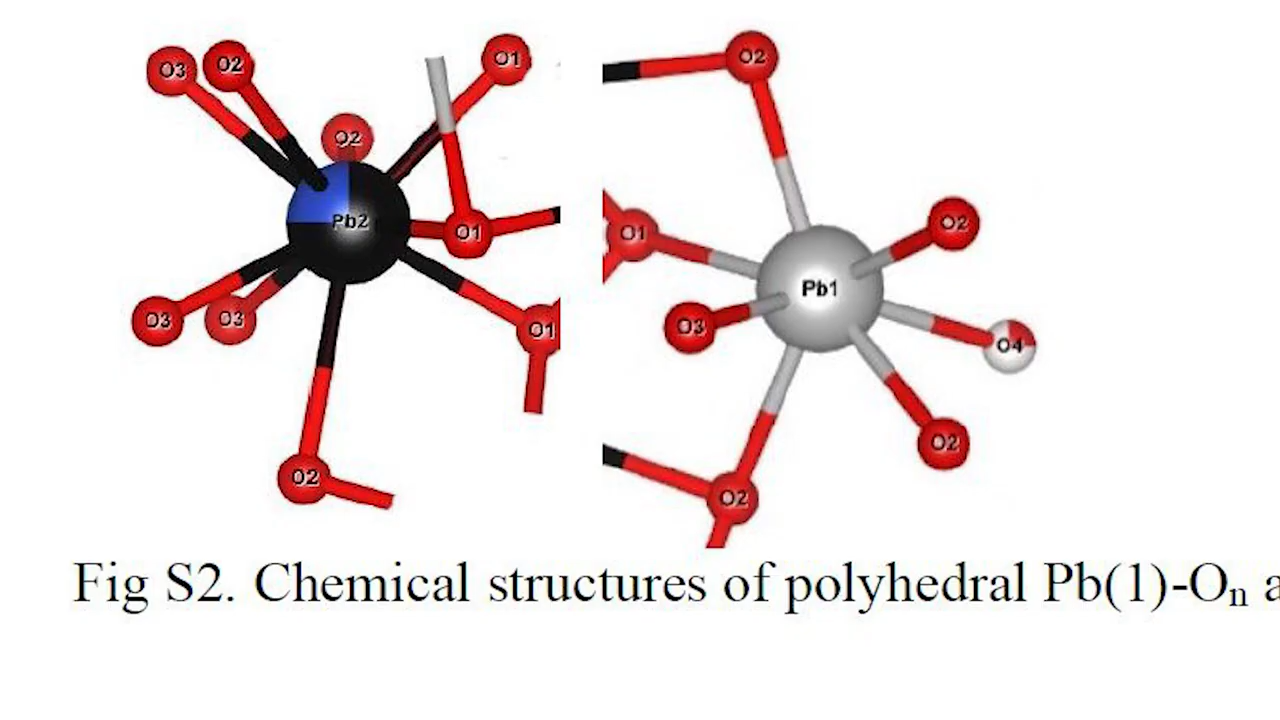 O3 O2 O1
O2
Pb2 O1
O3 O3 O1
O2
O2
O1 O2
Pb1
O3 O4
O2
O2
Fig S2. Chemical structures of polyhedral Pb(1)-Oₙ a